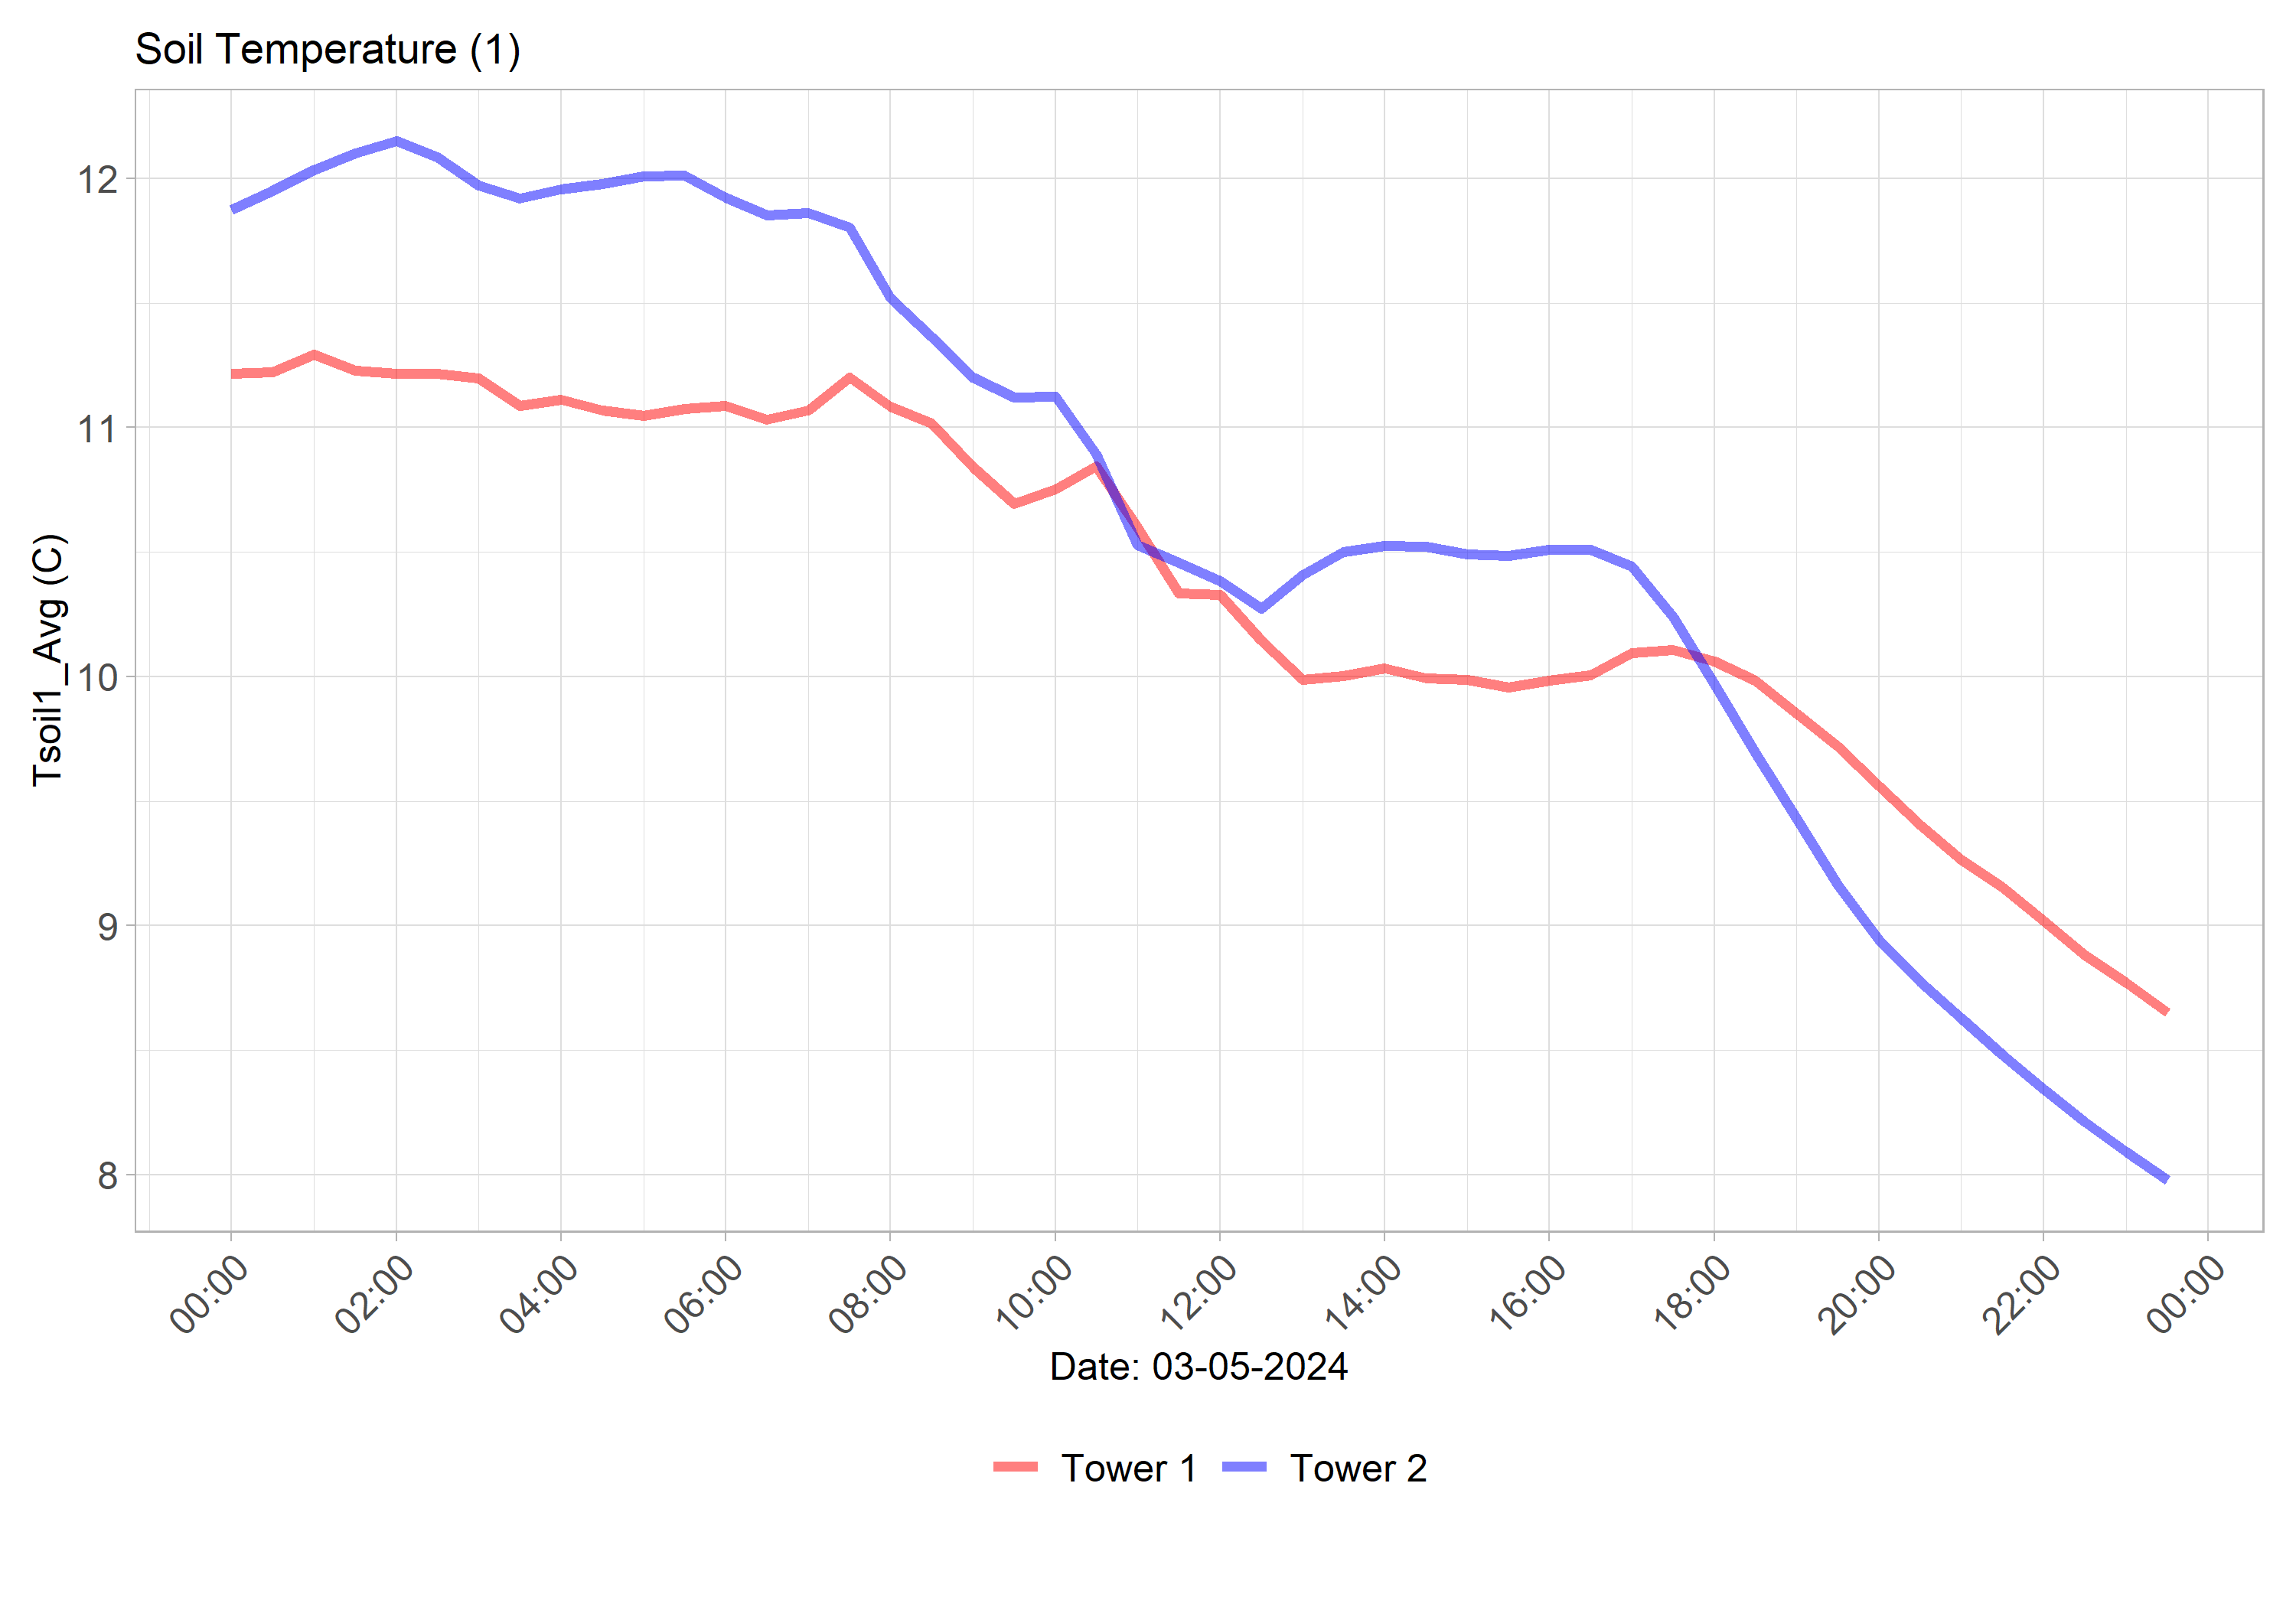 Soil Temperature (1)
Tsoil1_Avg (C)
12
11
10
9
8
00:00 02:00 04:00 06:00 08:00 10:00 12:00 14:00 16:00 18:00 20:00 22:00 00:00
Date: 03-05-2024
Tower 1 Tower 2